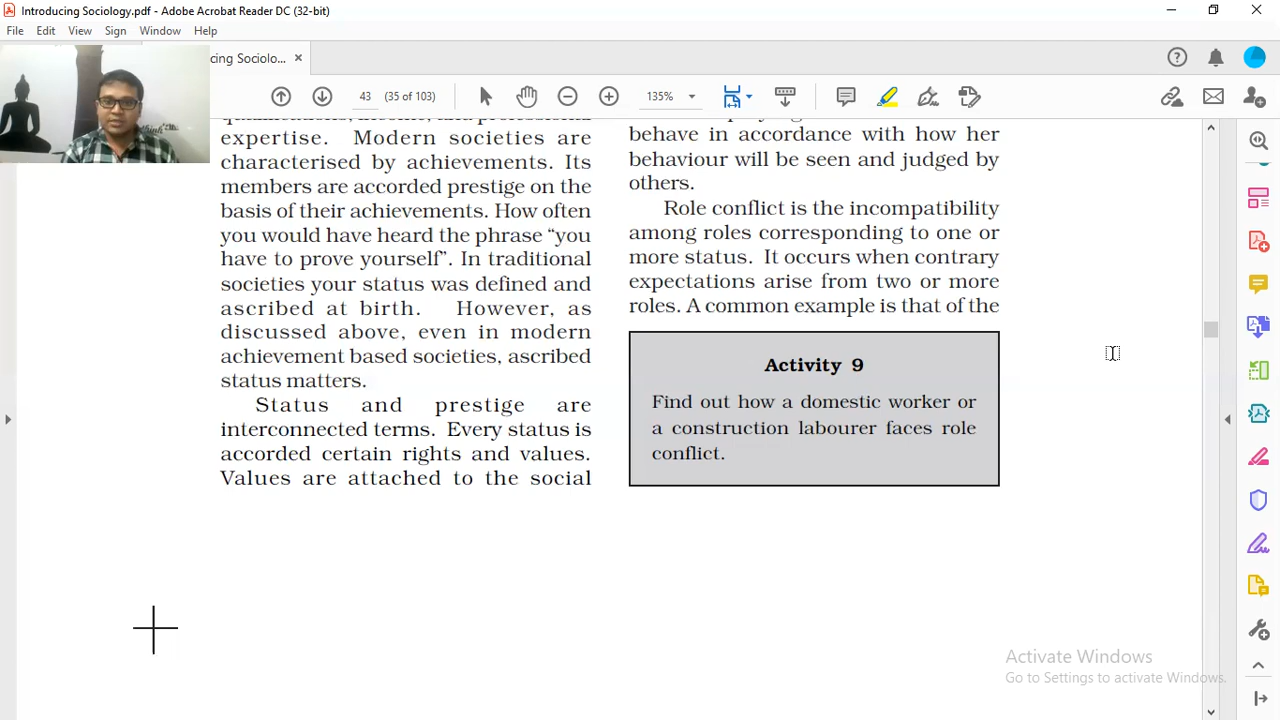 Introducing Sociology.pdf - Adobe Acrobat Reader DC (32-bit)
File Edit View Sign Window Help
cing Sociolo... ×
43 (35 of 103) 135%
expertise. Modern societies are
characterised by achievements. Its
members are accorded prestige on the
basis of their achievements. How often
you would have heard the phrase “you
have to prove yourself”. In traditional
societies your status was defined and
ascribed at birth. However, as
discussed above, even in modern
achievement based societies, ascribed
status matters.
Status and prestige are
interconnected terms. Every status is
accorded certain rights and values.
Values are attached to the social
behave in accordance with how her
behaviour will be seen and judged by
others.
Role conflict is the incompatibility
among roles corresponding to one or
more status. It occurs when contrary
expectations arise from two or more
roles. A common example is that of the
Activity 9
Find out how a domestic worker or
a construction labourer faces role
conflict.
Activate Windows
Go to Settings to activate Windows.